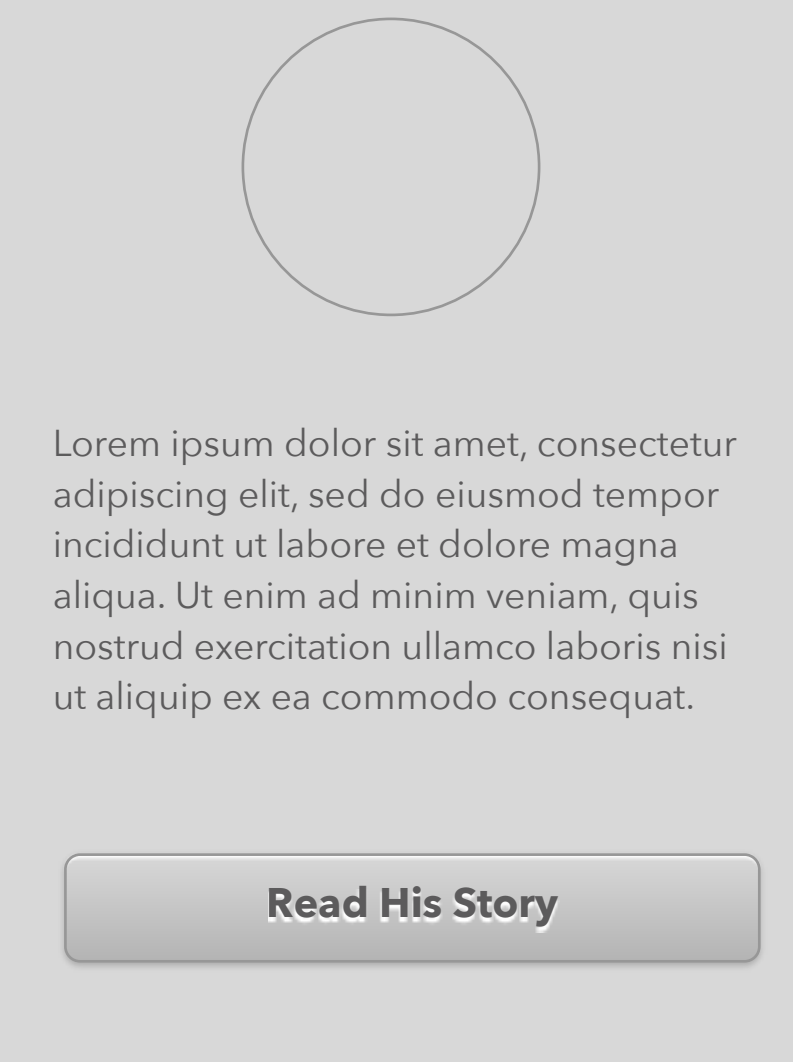 Lorem ipsum dolor sit amet, consectetur
adipiscing elit, sed do eiusmod tempor
incididunt ut labore et dolore magna
aliqua. Ut enim ad minim veniam, quis
nostrud exercitation ullamco laboris nisi
ut aliquip ex ea commodo consequat.
Read His Story